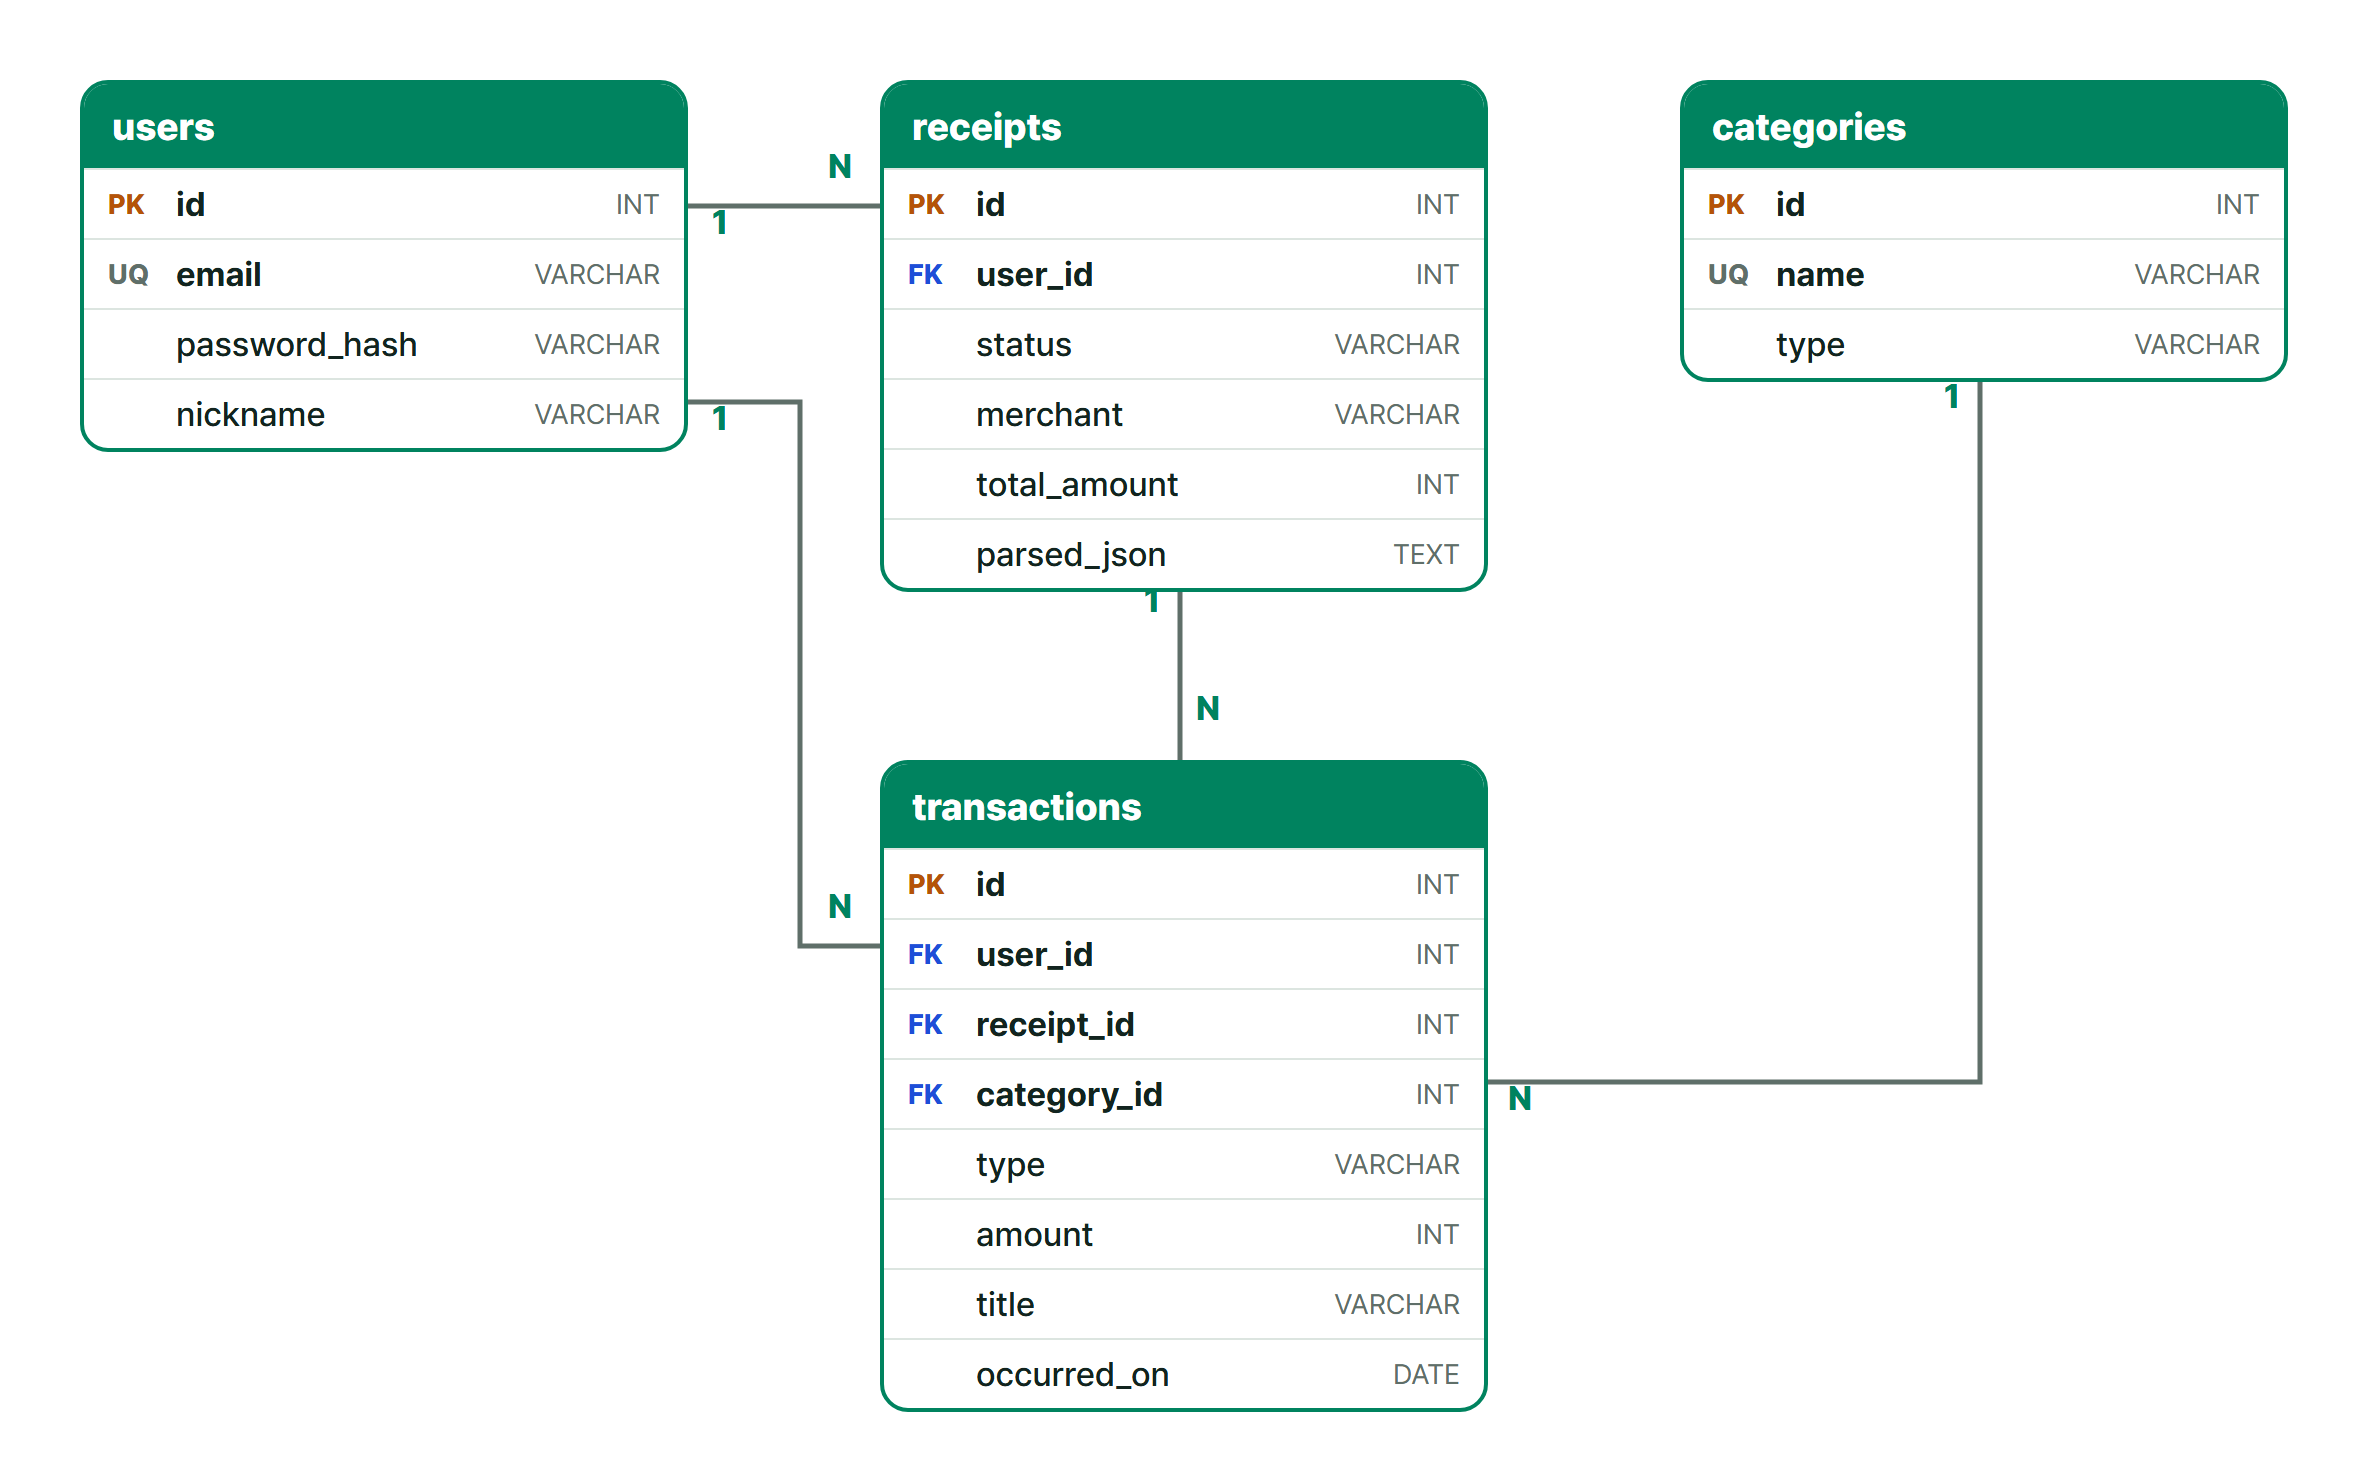 users
PK id INT
UQ email VARCHAR
password_hash VARCHAR
nickname VARCHAR
1
N
1
N
receipts
PK id INT
FK user_id INT
status VARCHAR
merchant VARCHAR
total_amount INT
parsed_json TEXT
1
N
categories
PK id INT
UQ name VARCHAR
type VARCHAR
1
N
transactions
PK id INT
FK user_id INT
FK receipt_id INT
FK category_id INT
type VARCHAR
amount INT
title VARCHAR
occurred_on DATE